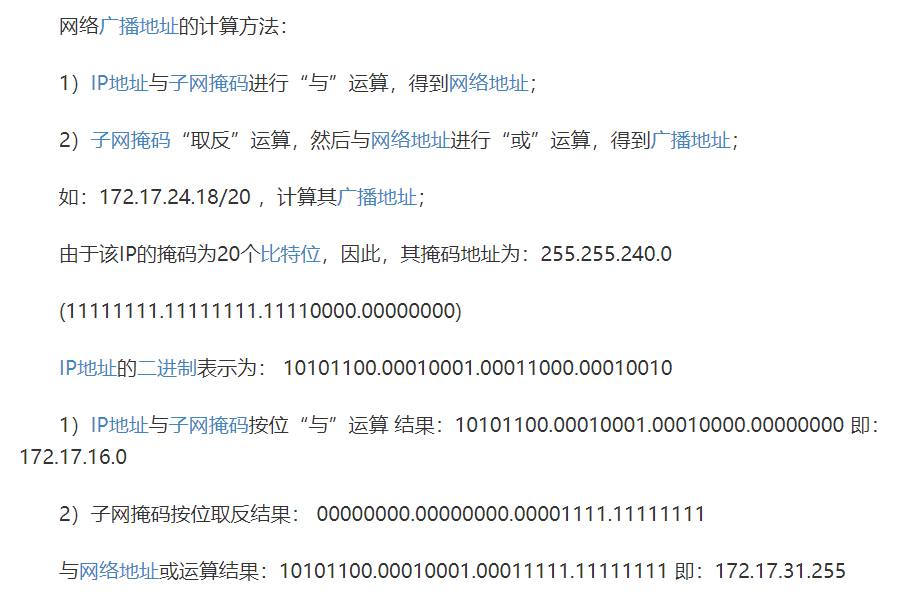 网络广播地址的计算方法：
1）IP地址与子网掩码进行“与”运算，得到网络地址；
2）子网掩码“取反”运算，然后与网络地址进行“或”运算，得到广播地址；
如：172.17.24.18/20 ，计算其广播地址；
由于该IP的掩码为20个比特位，因此，其掩码地址为：255.255.240.0
(11111111.11111111.11110000.00000000)
IP地址的二进制表示为： 10101100.00010001.00011000.00010010
1）IP地址与子网掩码按位“与”运算 结果：10101100.00010001.00010000.00000000 即：
172.17.16.0
2）子网掩码按位取反结果： 00000000.00000000.00001111.11111111
与网络地址或运算结果：10101100.00010001.00011111.11111111 即：172.17.31.255